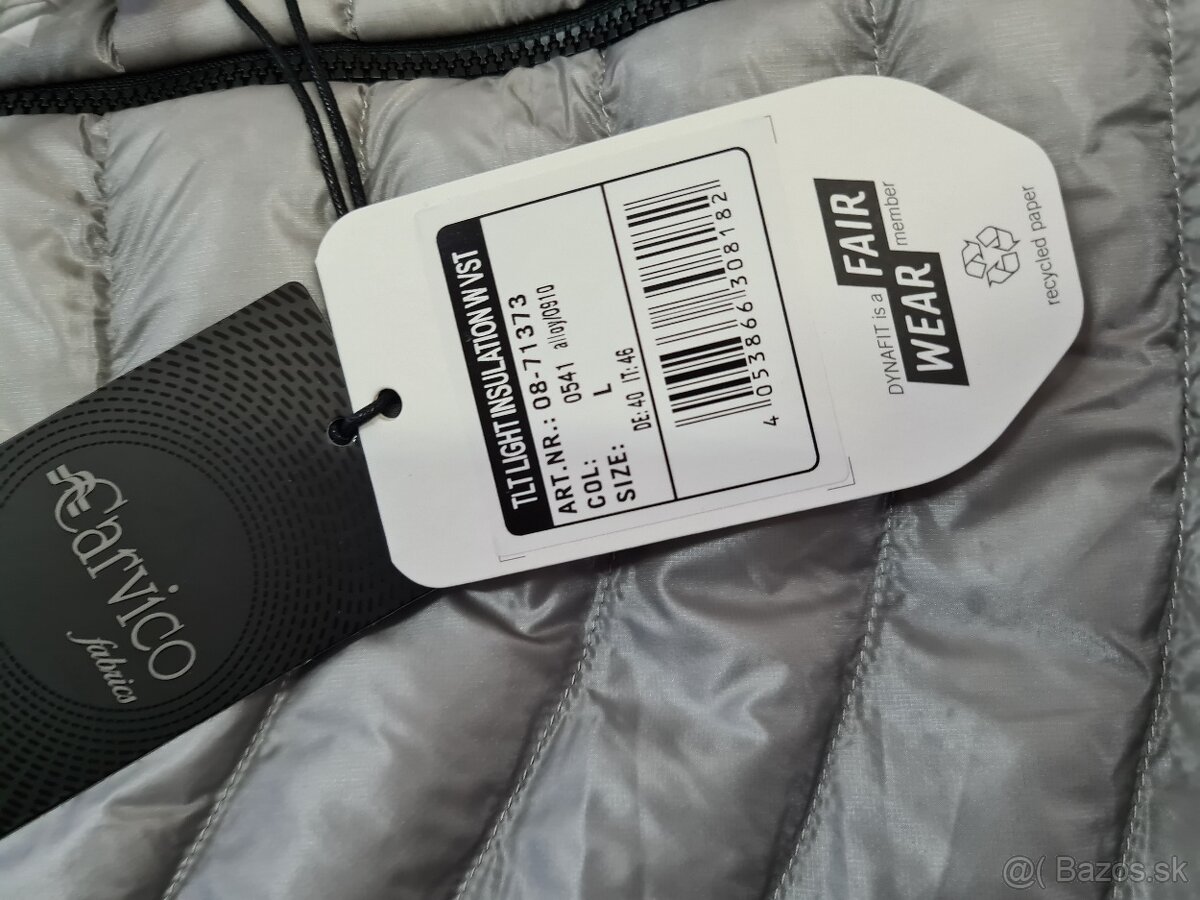 TLT LIGHT INSULATION W VST
ART.NR.: 08-71373
COL: 0541 alloy/0910
SIZE: L
DE:40 IT:46
4 053866 308182
DYNAFIT is a FAIR
WEAR member
recycled paper
Carvico
fabrics
@( Bazos.sk